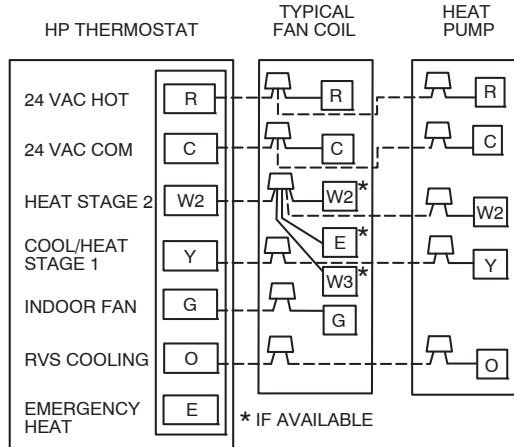 HP THERMOSTAT
TYPICAL
FAN COIL
HEAT
PUMP
24 VAC HOT R R R
24 VAC COM C C C
HEAT STAGE 2 W2 W2* W2
E*
COOL/HEAT
STAGE 1 Y Y
W3*
INDOOR FAN G G
RVS COOLING O O
EMERGENCY
HEAT E
* IF AVAILABLE